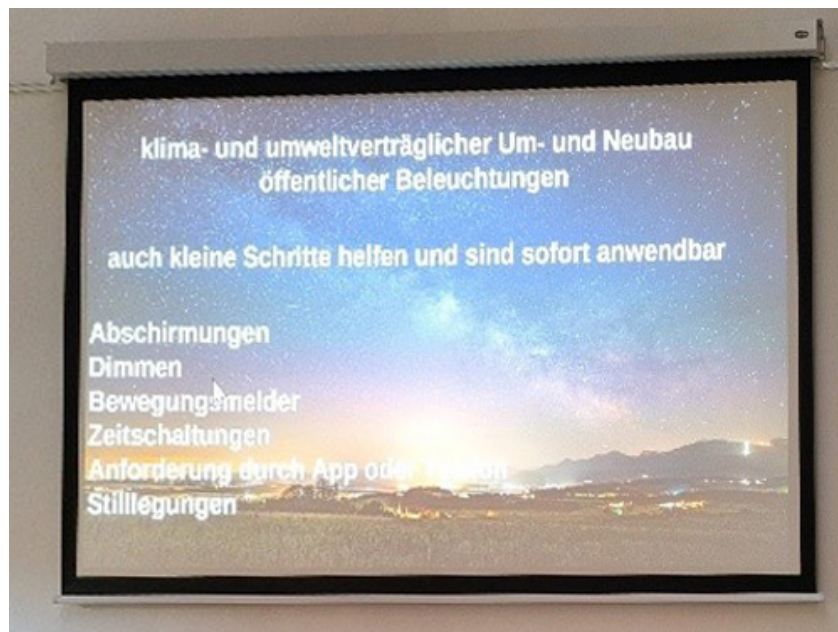 klima- und umweltverträglicher Um- und Neubau
öffentlicher Beleuchtungen
auch kleine Schritte helfen und sind sofort anwendbar
Abschirmungen
Dimmen
Bewegungsmelder
Zeitschaltungen
Anforderung durch App oder
Stilllegungen